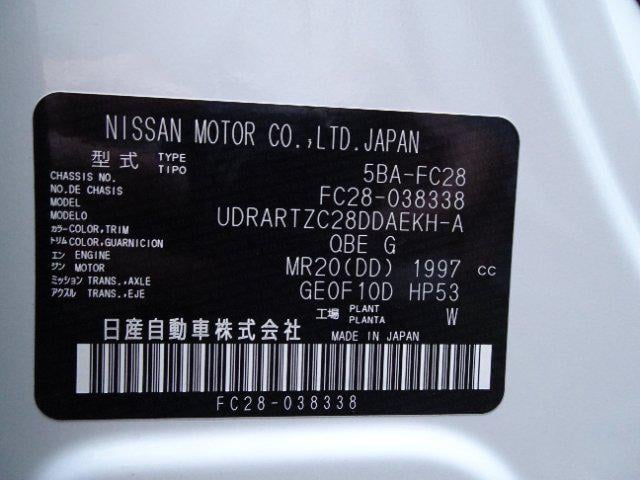 NISSAN MOTOR CO.,LTD.JAPAN
型式 TYPE TIPO 5BA-FC28
CHASSIS NO.
NO.DE CHASIS FC28-038338
MODEL
MODELO UDRARTZC28DDAEKH-A
カラー COLOR,TRIM
トリム COLOR,GUARNICION QBE G
エン ENGINE
ジン MOTOR MR20(DD) 1997 cc
ミッション TRANS.,AXLE
アクスル TRANS.,EJE GE0F10D HP53
工場 PLANT PLANTA W
日産自動車株式会社 MADE IN JAPAN
FC28-038338